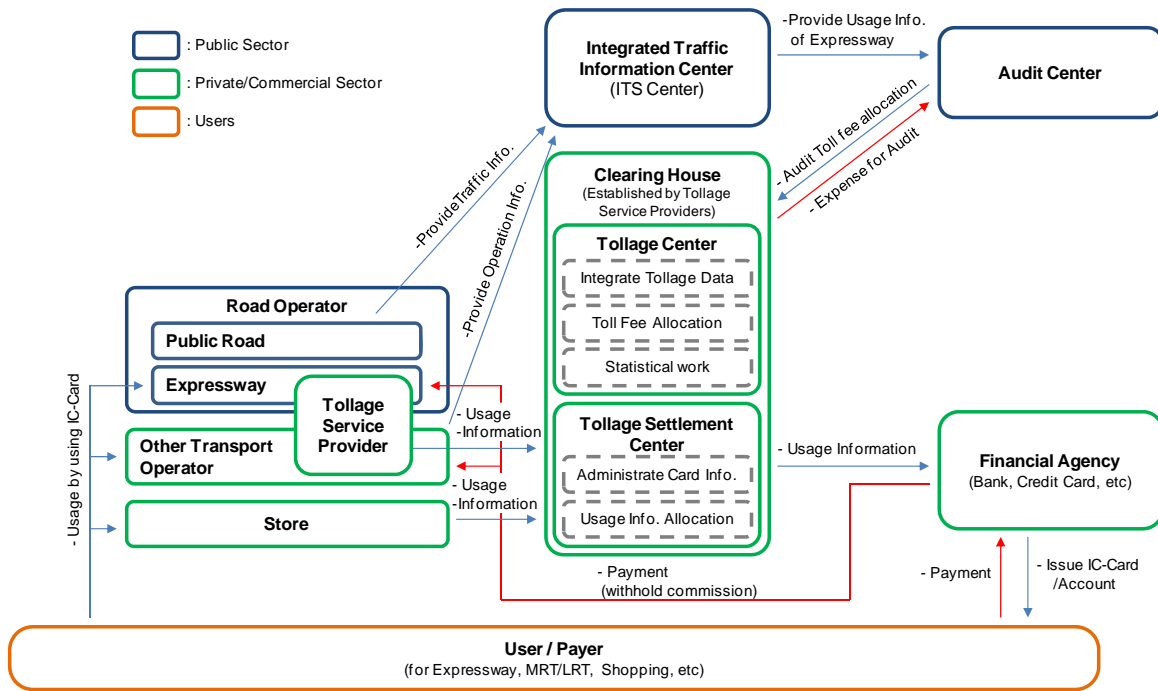 : Public Sector
: Private/Commercial Sector
: Users
Integrated Traffic
Information Center
(ITS Center)
-Provide Usage Info.
of Expressway
Audit Center
- Audit Toll fee allocation
- Expense for Audit
-ProvideTraffic Info.
-Provide Operation Info.
Clearing House
(Established by Tollage
Service Providers)
Tollage Center
Integrate Tollage Data
Toll Fee Allocation
Statistical work
Road Operator
Public Road
Expressway
Tollage
Service
Provider
Other Transport
Operator
Store
- Usage by using IC-Card
- Usage
-Information
- Usage
-Information
Tollage Settlement
Center
Administrate Card Info.
Usage Info. Allocation
- Usage Information
Financial Agency
(Bank, Credit Card, etc)
- Payment
(withhold commission)
- Payment
- Issue IC-Card
/Account
User / Payer
(for Expressway, MRT/LRT, Shopping, etc)